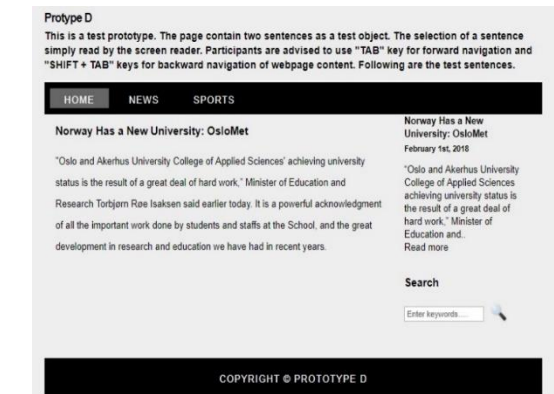 Protype D
This is a test prototype. The page contain two sentences as a test object. The selection of a sentence
simply read by the screen reader. Participants are advised to use "TAB" key for forward navigation and
"SHIFT + TAB" keys for backward navigation of webpage content. Following are the test sentences.
HOME NEWS SPORTS
Norway Has a New University: OsloMet
"Oslo and Akerhus University College of Applied Sciences' achieving university
status is the result of a great deal of hard work," Minister of Education and
Research Torbjørn Røe Isaksen said earlier today. It is a powerful acknowledgment
of all the important work done by students and staffs at the School, and the great
development in research and education we have had in recent years.
Norway Has a New
University: OsloMet
February 1st, 2018
"Oslo and Akerhus University
College of Applied Sciences
achieving university status is
the result of a great deal of
hard work," Minister of
Education and..
Read more
Search
Enter keywords....
COPYRIGHT © PROTOTYPE D